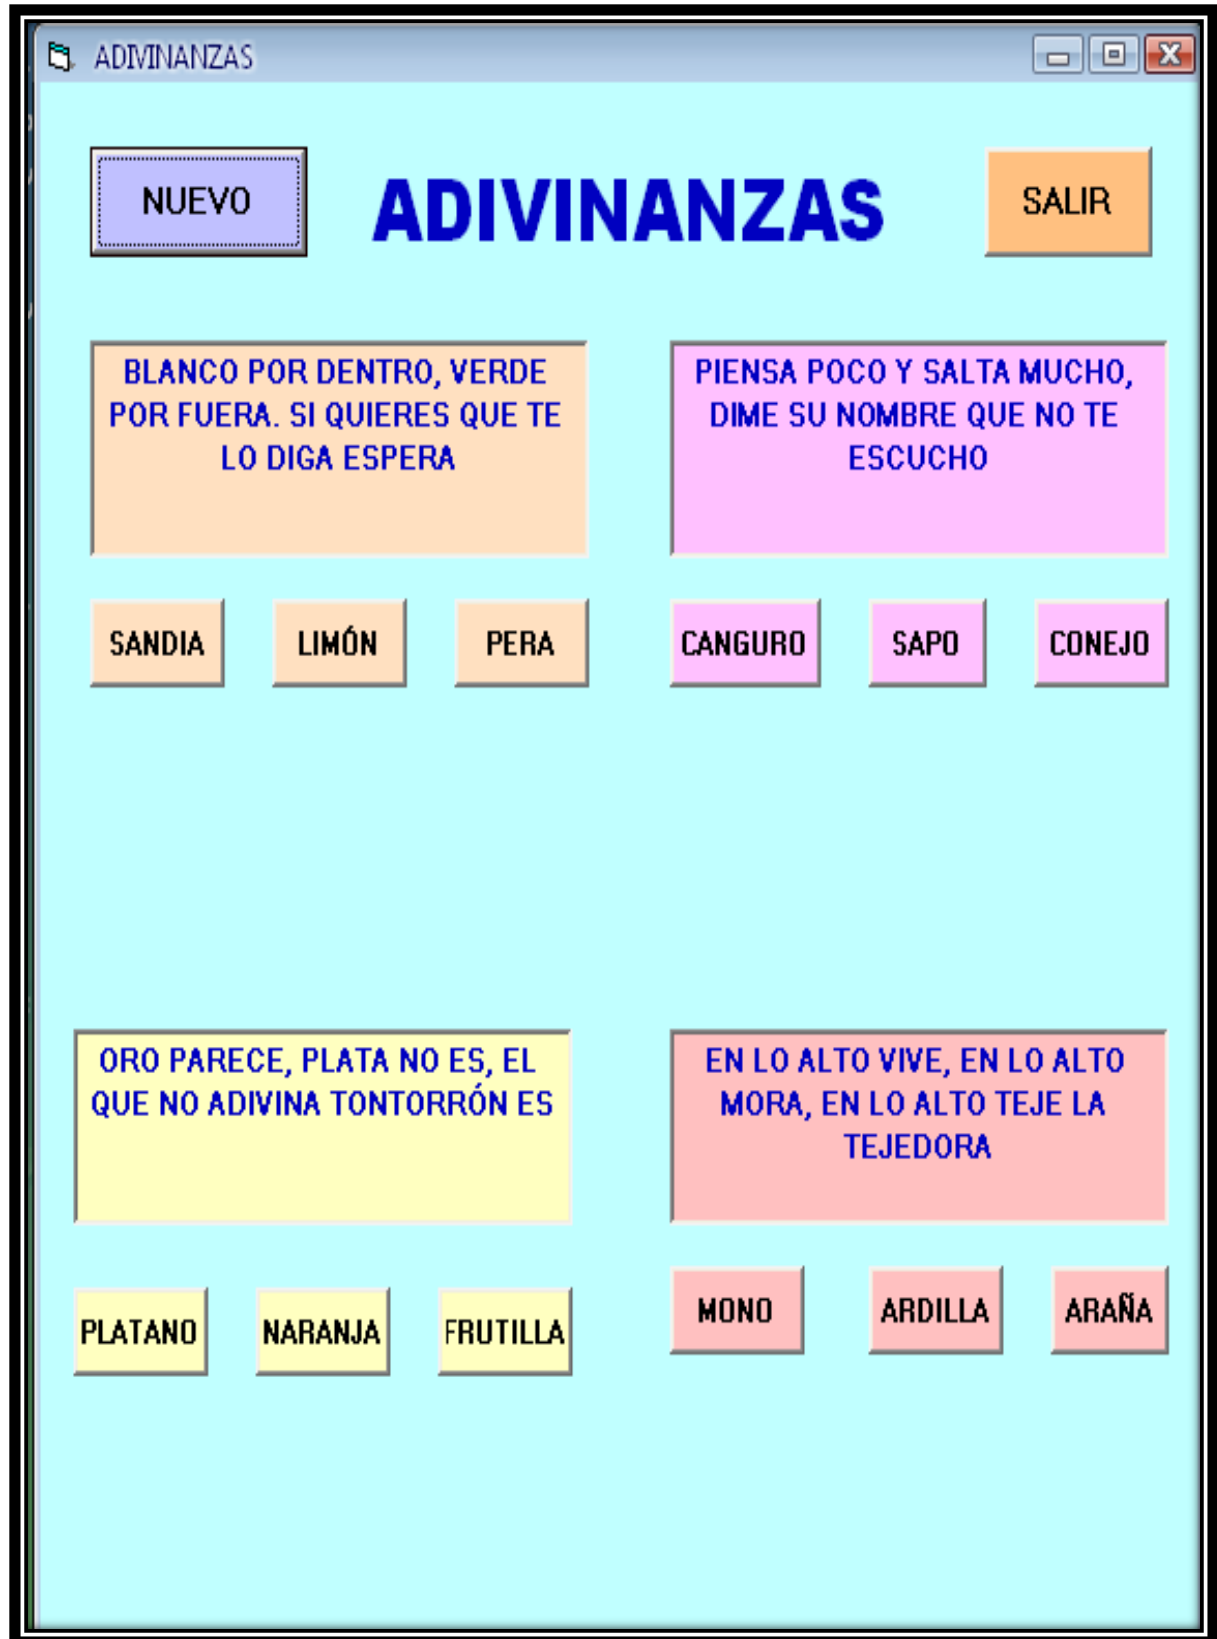 ADIVINANZAS
NUEVO
ADIVINANZAS
SALIR
BLANCO POR DENTRO, VERDE
POR FUERA. SI QUIERES QUE TE
LO DIGA ESPERA
PIENSA POCO Y SALTA MUCHO,
DIME SU NOMBRE QUE NO TE
ESCUCHO
SANDIA
LIMÓN
PERA
CANGURO
SAPO
CONEJO
ORO PARECE, PLATA NO ES, EL
QUE NO ADIVINA TONTORRÓN ES
EN LO ALTO VIVE, EN LO ALTO
MORA, EN LO ALTO TEJE LA
TEJEDORA
PLATANO
NARANJA
FRUTILLA
MONO
ARDILLA
ARAÑA